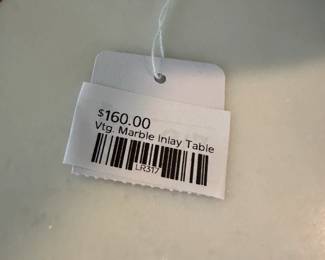 $160.00
Vtg. Marble Inlay Table
LR317